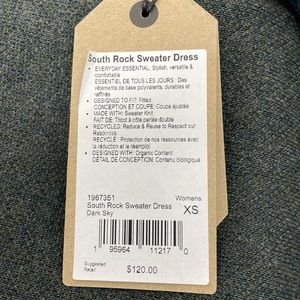 South Rock Sweater Dress
• EVERYDAY ESSENTIAL: Stylish, versatile &
comfortable
ESSENTIEL DE TOUS LES JOURS : Des
vêtements de base polyvalents, durables et
raffinés
• DESIGNED TO FIT: Fitted
CONCEPTION ET COUPE: Coupe ajustée
• MADE WITH: Sweater Knit
FAIT DE: Tricot à côte perlée double
• RECYCLED: Reduce & Reuse to Respect our
Resources
RECYCLÉ : Protection de nos ressources avec
la réduction et le réemploi
• DESIGNED WITH: Organic Content
DÉTAIL DE CONCEPTION: Contenu biologique
1967351 Womens
South Rock Sweater Dress XS
Dark Sky
1 95964 11217 0
Suggested
Retail $120.00